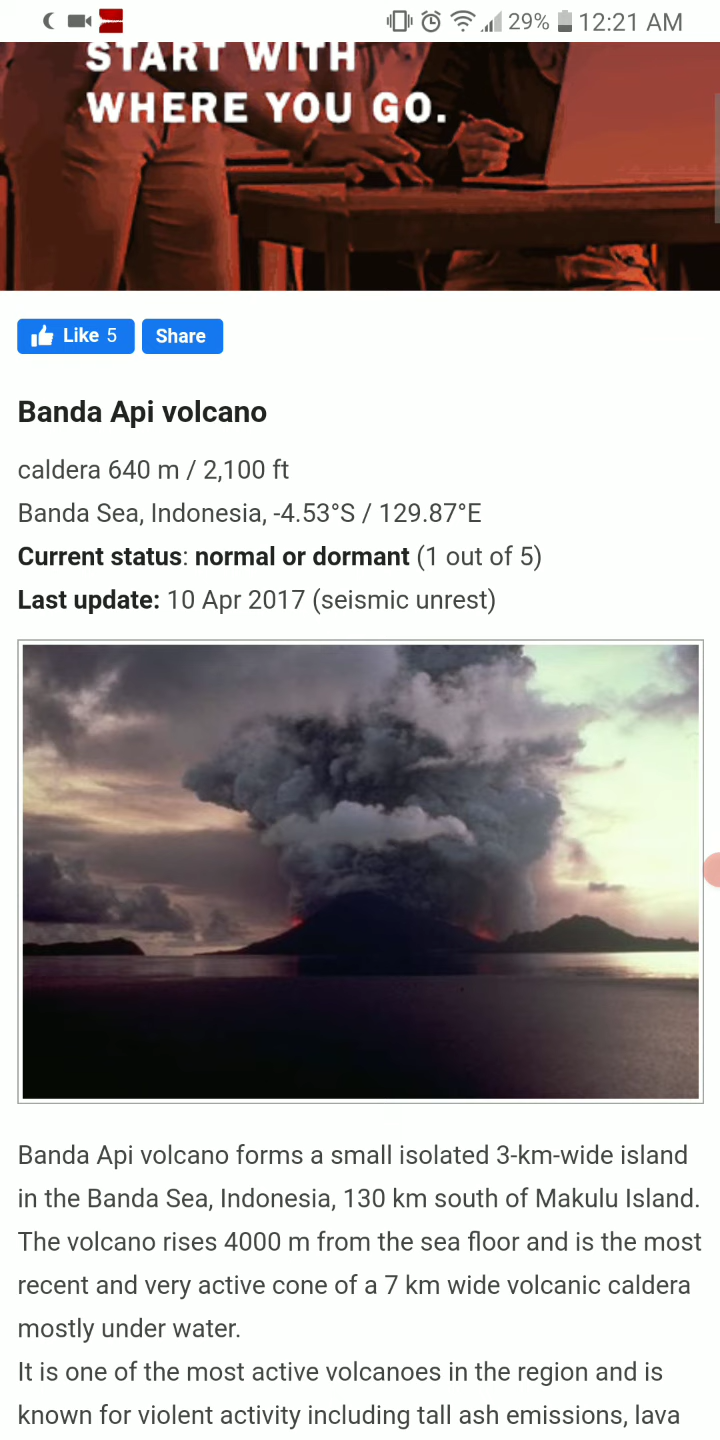 29% 12:21 AM
START WITH
WHERE YOU GO.
Like 5 Share
Banda Api volcano
caldera 640 m / 2,100 ft
Banda Sea, Indonesia, -4.53°S / 129.87°E
Current status: normal or dormant (1 out of 5)
Last update: 10 Apr 2017 (seismic unrest)
Banda Api volcano forms a small isolated 3-km-wide island
in the Banda Sea, Indonesia, 130 km south of Makulu Island.
The volcano rises 4000 m from the sea floor and is the most
recent and very active cone of a 7 km wide volcanic caldera
mostly under water.
It is one of the most active volcanoes in the region and is
known for violent activity including tall ash emissions, lava